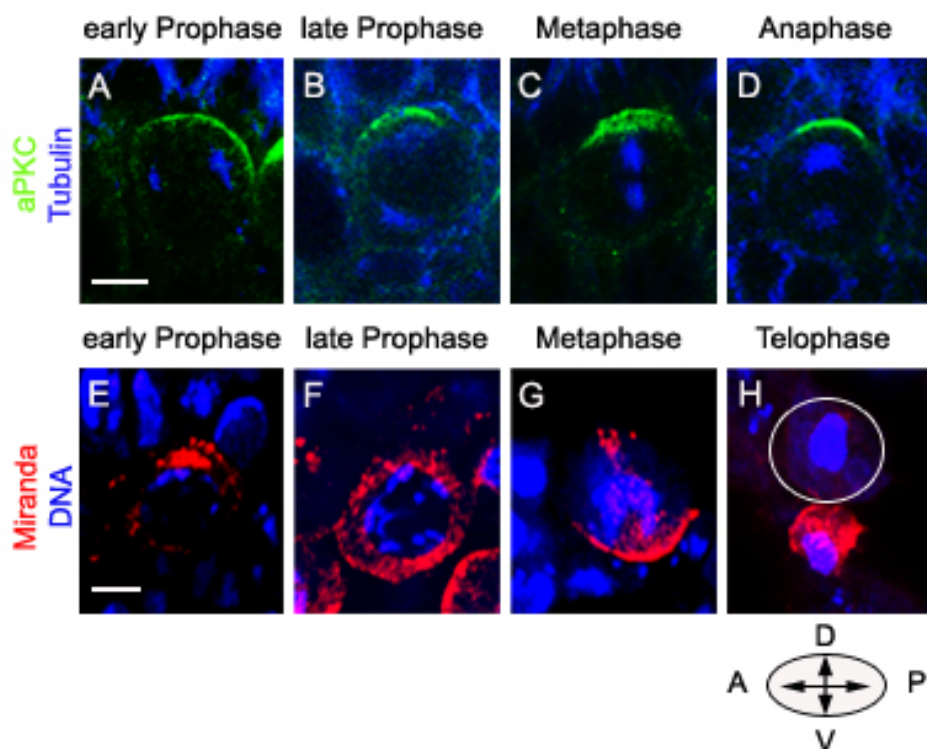 early Prophase late Prophase Metaphase Anaphase
A B C D
aPKC
Tubulin
early Prophase late Prophase Metaphase Telophase
E F G H
Miranda
DNA
D
A P
V